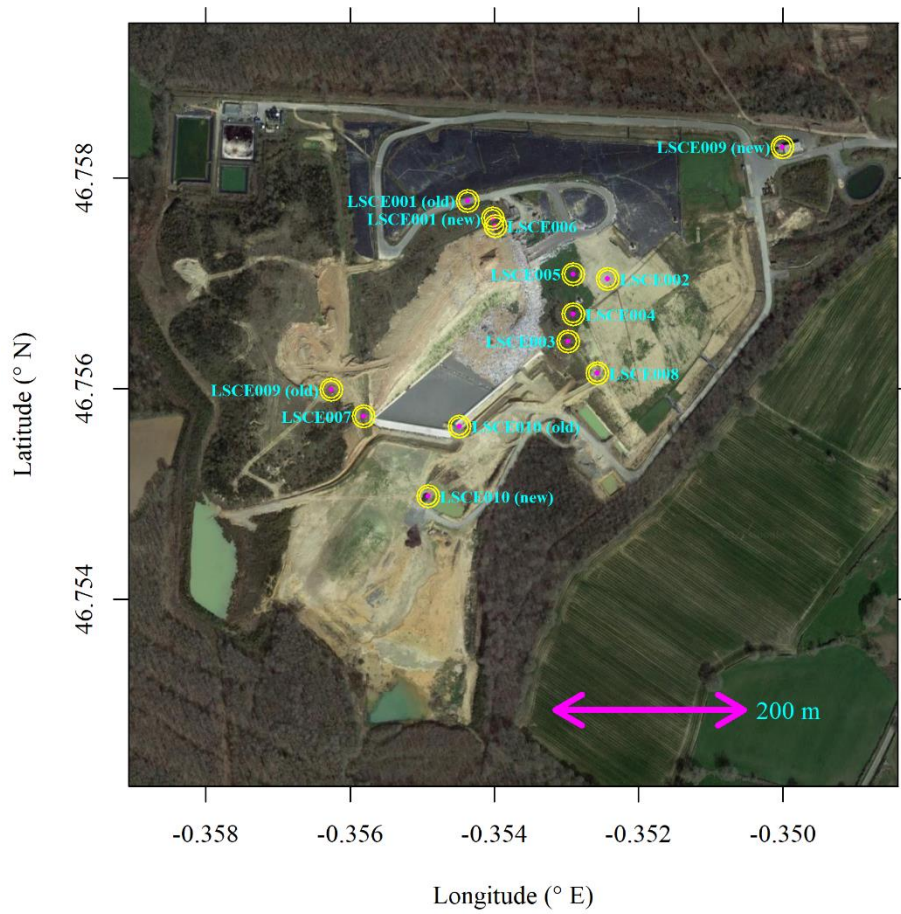 46.758
46.756
46.754
Latitude (° N)
LSCE009 (new)
LSCE001 (old)
LSCE001 (new)
LSCE006
LSCE005
LSCE002
LSCE004
LSCE003
LSCE008
LSCE009 (old)
LSCE007
LSCE010 (old)
LSCE010 (new)
200 m
-0.358
-0.356
-0.354
-0.352
-0.350
Longitude (° E)